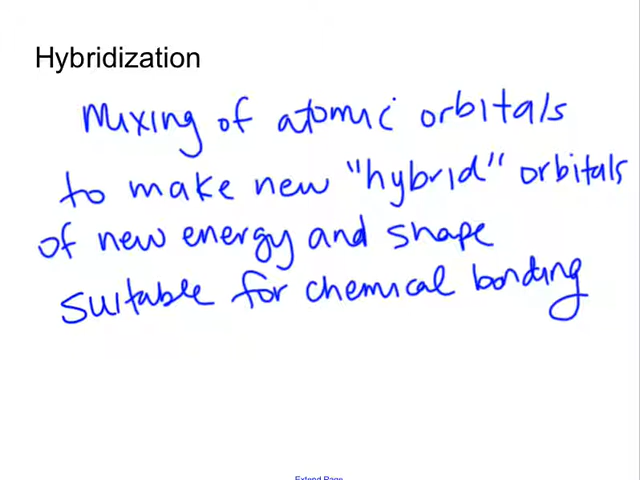 Hybridization
Mixing of atomic orbitals
to make new "hybrid" orbitals
of new energy and shape
suitable for chemical bonding
Extend Page